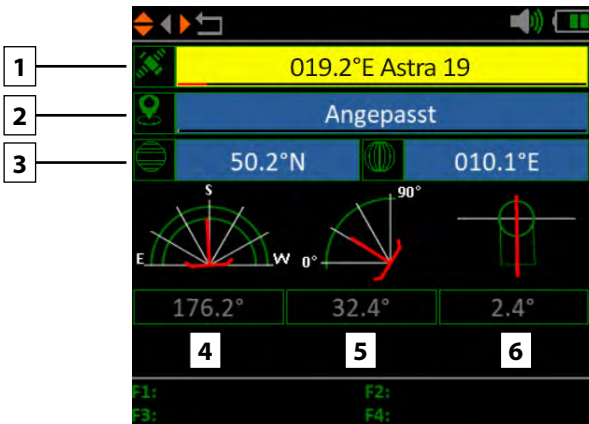 1
019.2°E Astra 19
2
Angepasst
3
50.2°N 010.1°E
S
E W
90°
0°
176.2° 32.4° 2.4°
4 5 6
F1: F2:
F3: F4: